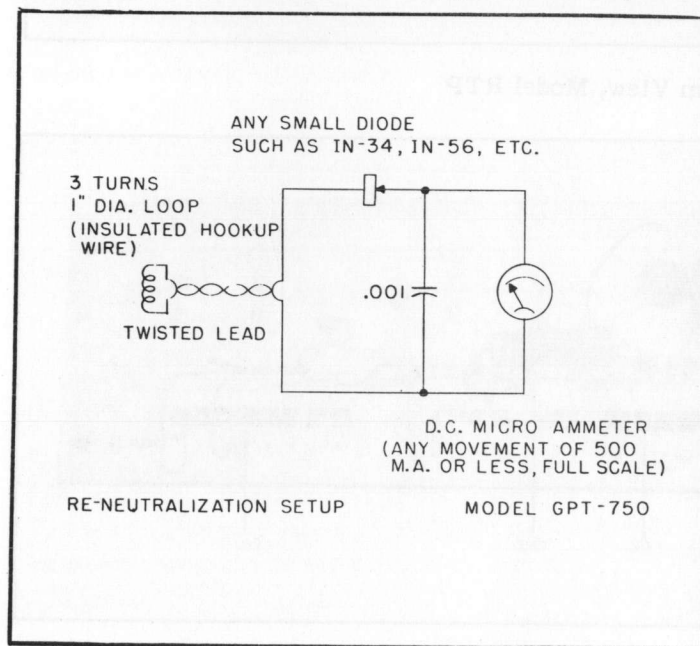 ANY SMALL DIODE
SUCH AS IN-34, IN-56, ETC.
3 TURNS
1" DIA. LOOP
(INSULATED HOOKUP
WIRE)
.001
TWISTED LEAD
D.C. MICRO AMMETER
(ANY MOVEMENT OF 500
M.A. OR LESS, FULL SCALE)
RE-NEUTRALIZATION SETUP
MODEL GPT-750